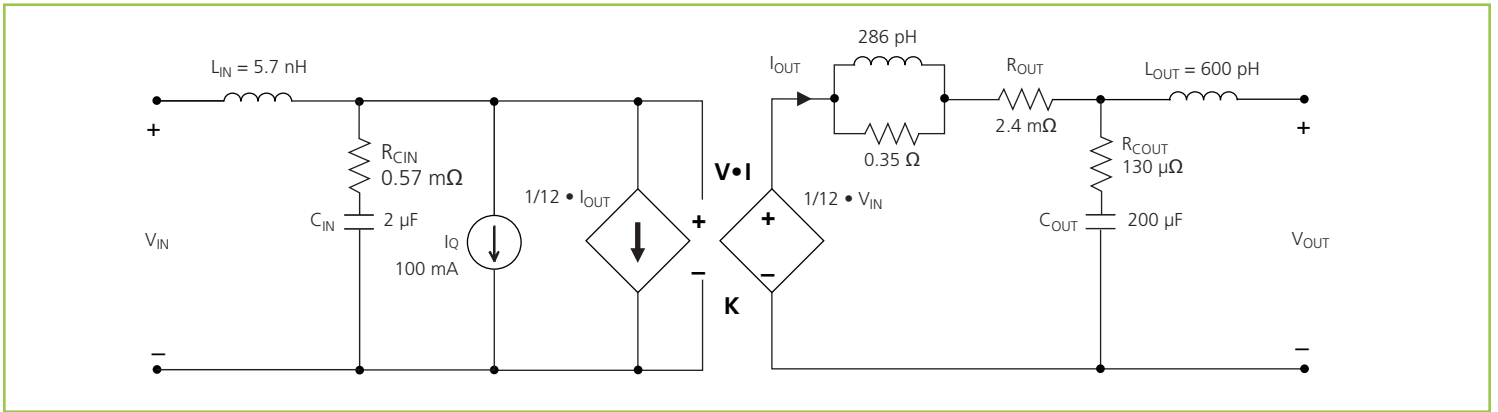 L_IN = 5.7 nH
286 pH
I_OUT
R_OUT
L_OUT = 600 pH
+
+
2.4 mΩ
R_CIN
0.57 mΩ
0.35 Ω
R_COUT
130 µΩ
V•I
1/12 • I_OUT
1/12 • V_IN
C_IN
2 µF
+
+
C_OUT
200 µF
V_IN
I_Q
V_OUT
100 mA
–
–
K
–
–